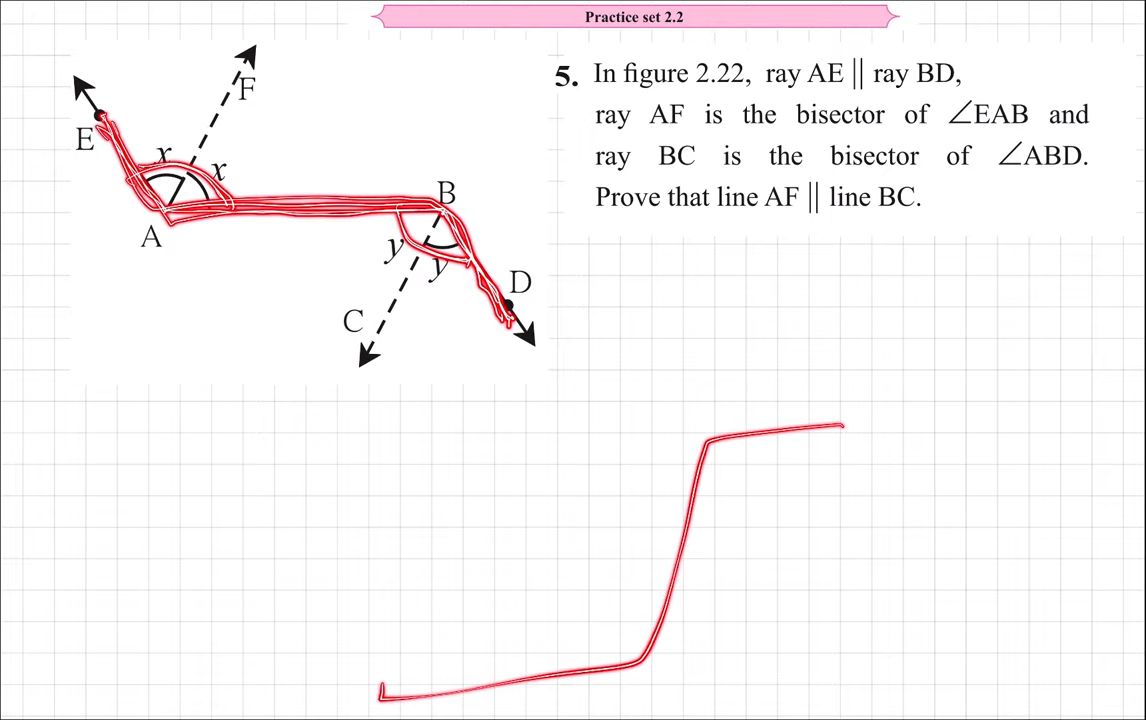 Practice set 2.2
5. In figure 2.22, ray AE || ray BD,
ray AF is the bisector of ∠EAB and
ray BC is the bisector of ∠ABD.
Prove that line AF || line BC.
F
E
x
x
A
B
y
y
D
C